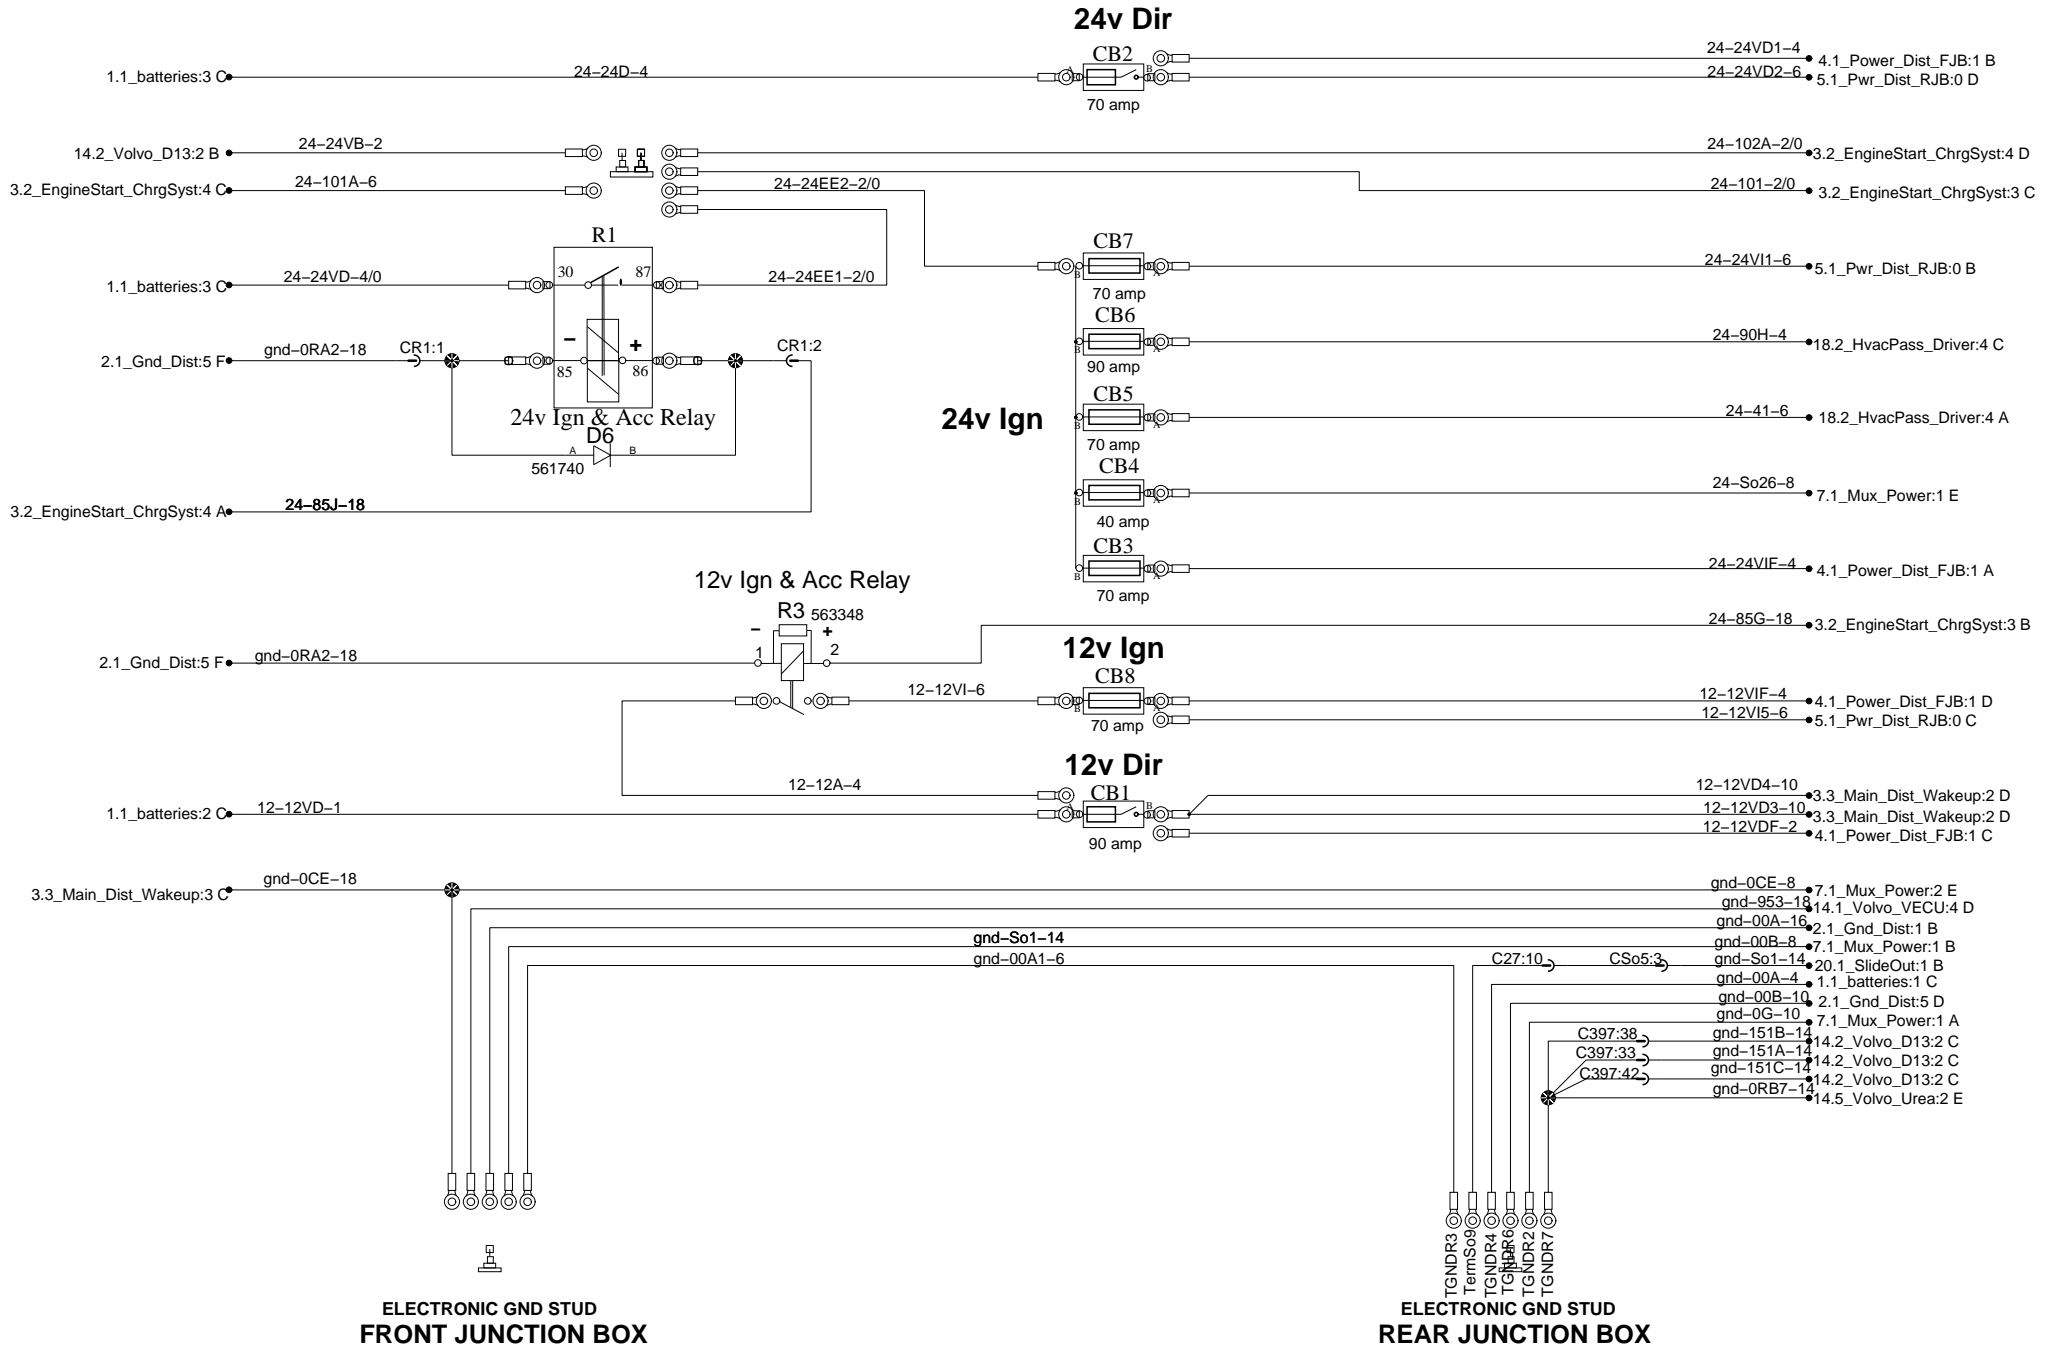 24v Dir
CB2
24–24VD1–4
4.1_Power_Dist_FJB:1 B
1.1_batteries:3 C
24–24D–4
A
B
24–24VD2–6
5.1_Pwr_Dist_RJB:0 D
70 amp
14.2_Volvo_D13:2 B
24–24VB–2
24–102A–2/0
3.2_EngineStart_ChrgSyst:4 D
3.2_EngineStart_ChrgSyst:4 C
24–101A–6
24–24EE2–2/0
24–101–2/0
3.2_EngineStart_ChrgSyst:3 C
R1
CB7
1.1_batteries:3 C
24–24VD–4/0
30
87
24–24EE1–2/0
B
A
24–24VI1–6
5.1_Pwr_Dist_RJB:0 B
70 amp
CB6
2.1_Gnd_Dist:5 F
gnd–0RA2–18
CR1:1
–
+
85
86
CR1:2
B
A
24–90H–4
18.2_HvacPass_Driver:4 C
90 amp
24v Ign & Acc Relay
24v Ign
CB5
B
A
24–41–6
18.2_HvacPass_Driver:4 A
70 amp
D6
A
B
561740
CB4
B
A
24–So26–8
7.1_Mux_Power:1 E
40 amp
3.2_EngineStart_ChrgSyst:4 A
24–85J–18
CB3
B
A
24–24VIF–4
4.1_Power_Dist_FJB:1 A
70 amp
12v Ign & Acc Relay
R3 563348
–
+
24–85G–18
3.2_EngineStart_ChrgSyst:3 B
2.1_Gnd_Dist:5 F
gnd–0RA2–18
1
2
12v Ign
CB8
12–12VI–6
B
A
12–12VIF–4
4.1_Power_Dist_FJB:1 D
70 amp
12–12VI5–6
5.1_Pwr_Dist_RJB:0 C
12v Dir
12–12A–4
CB1
12–12VD4–10
3.3_Main_Dist_Wakeup:2 D
1.1_batteries:2 C
12–12VD–1
A
B
12–12VD3–10
3.3_Main_Dist_Wakeup:2 D
90 amp
12–12VDF–2
4.1_Power_Dist_FJB:1 C
3.3_Main_Dist_Wakeup:3 C
gnd–0CE–18
gnd–0CE–8
7.1_Mux_Power:2 E
gnd–953–18
14.1_Volvo_VECU:4 D
gnd–00A–16
2.1_Gnd_Dist:1 B
gnd–So1–14
gnd–00B–8
7.1_Mux_Power:1 B
gnd–00A1–6
C27:10
CSo5:3
gnd–So1–14
20.1_SlideOut:1 B
gnd–00A–4
1.1_batteries:1 C
gnd–00B–10
2.1_Gnd_Dist:5 D
gnd–0G–10
7.1_Mux_Power:1 A
C397:38
gnd–151B–14
14.2_Volvo_D13:2 C
C397:33
gnd–151A–14
14.2_Volvo_D13:2 C
C397:42
gnd–151C–14
14.2_Volvo_D13:2 C
gnd–0RB7–14
14.5_Volvo_Urea:2 E
TGNDR3
TermSo9
TGNDR4
TGNDR6
TGNDR2
TGNDR7
ELECTRONIC GND STUD
FRONT JUNCTION BOX
ELECTRONIC GND STUD
REAR JUNCTION BOX